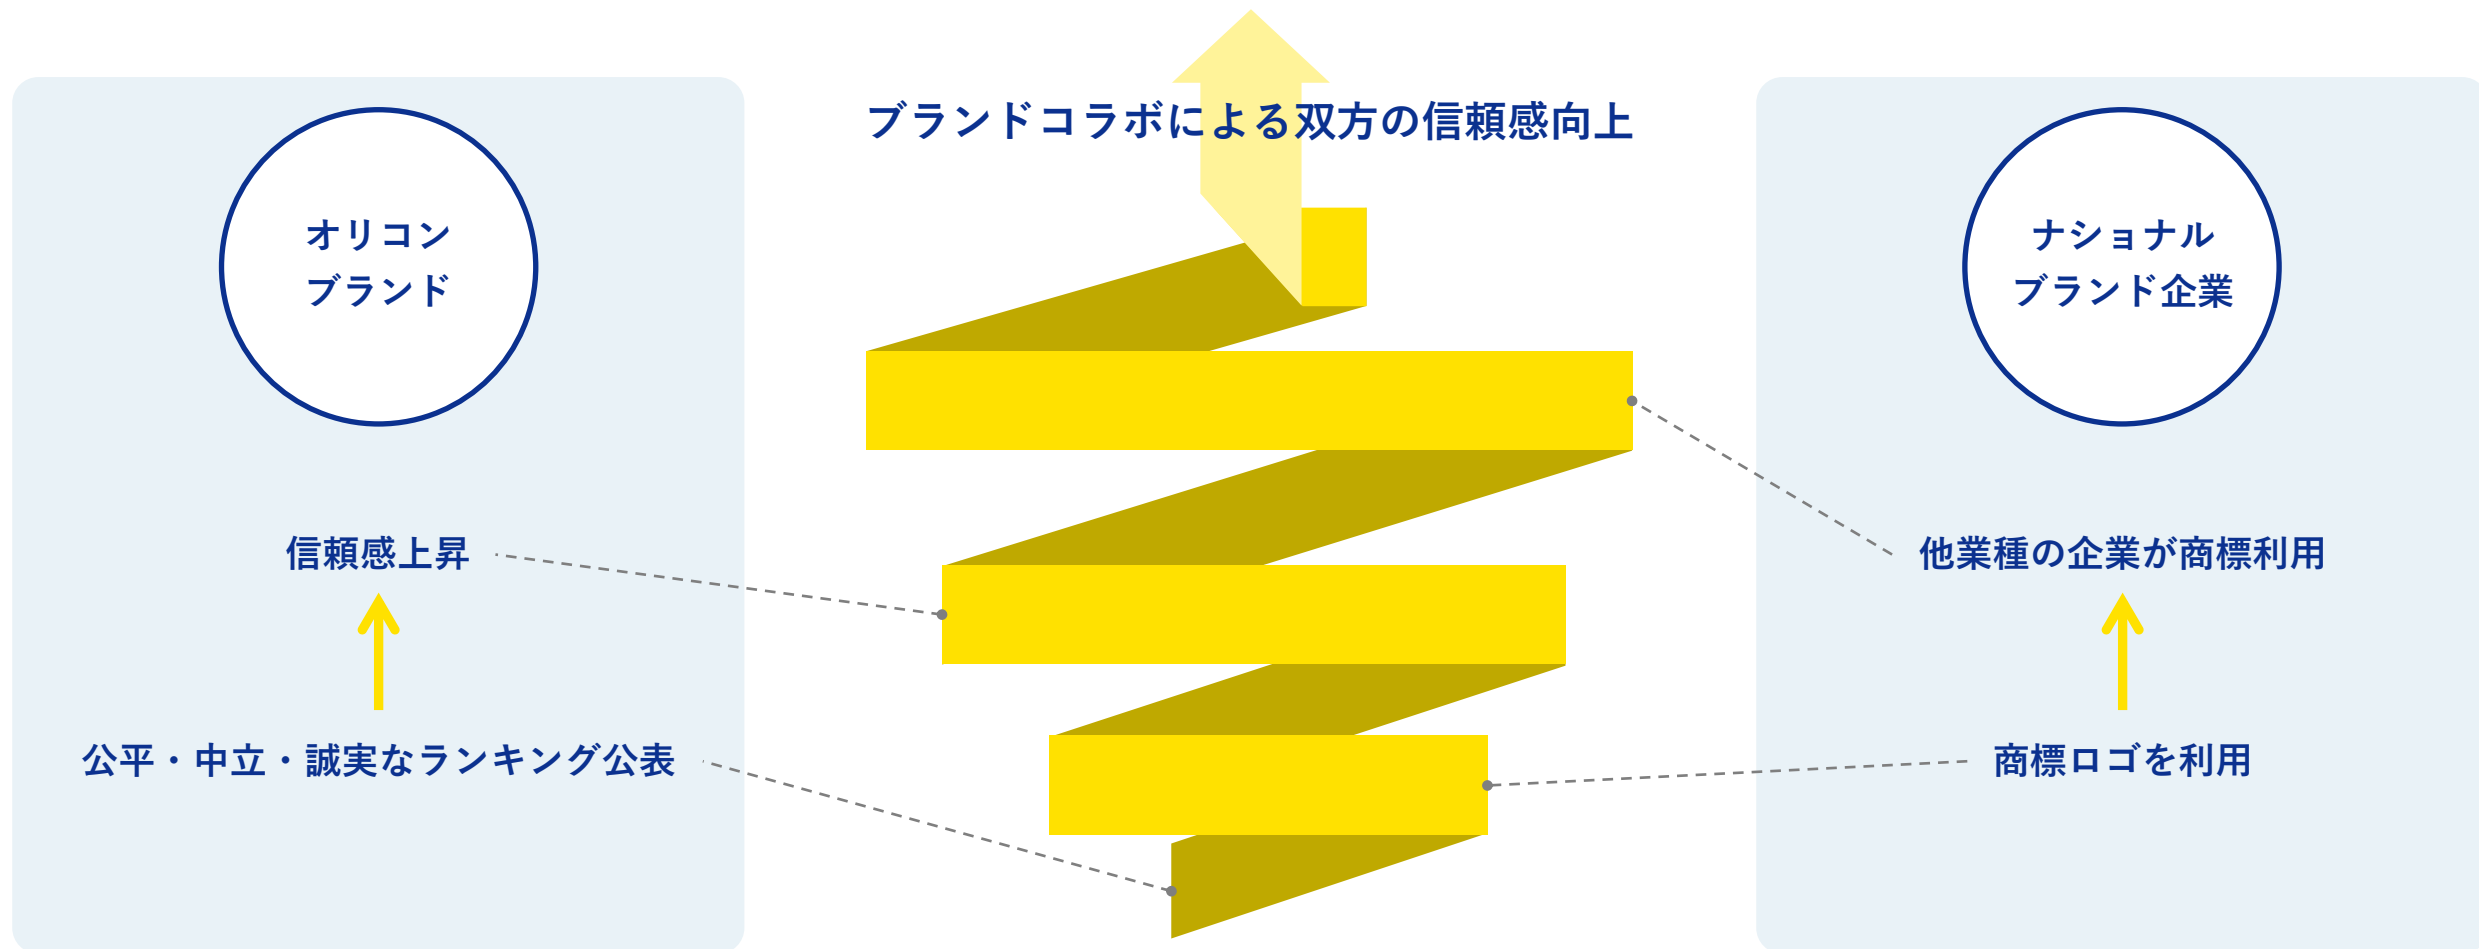 ブランドコラボによる双方の信頼感向上
オリコン
ブランド
信頼感上昇
公平・中立・誠実なランキング公表
ナショナル
ブランド企業
他業種の企業が商標利用
商標ロゴを利用